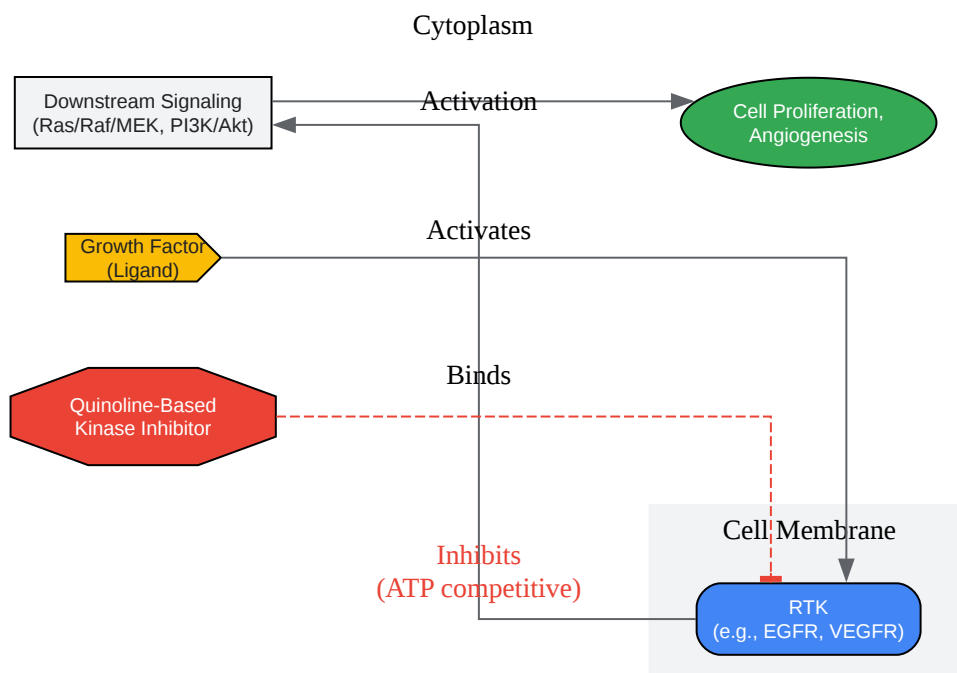 Cytoplasm
Downstream Signaling
(Ras/Raf/MEK, PI3K/Akt)
Activation
Cell Proliferation,
Angiogenesis
Activates
Growth Factor
(Ligand)
Binds
Quinoline-Based
Kinase Inhibitor
Cell Membrane
Inhibits
(ATP competitive)
RTK
(e.g., EGFR, VEGFR)